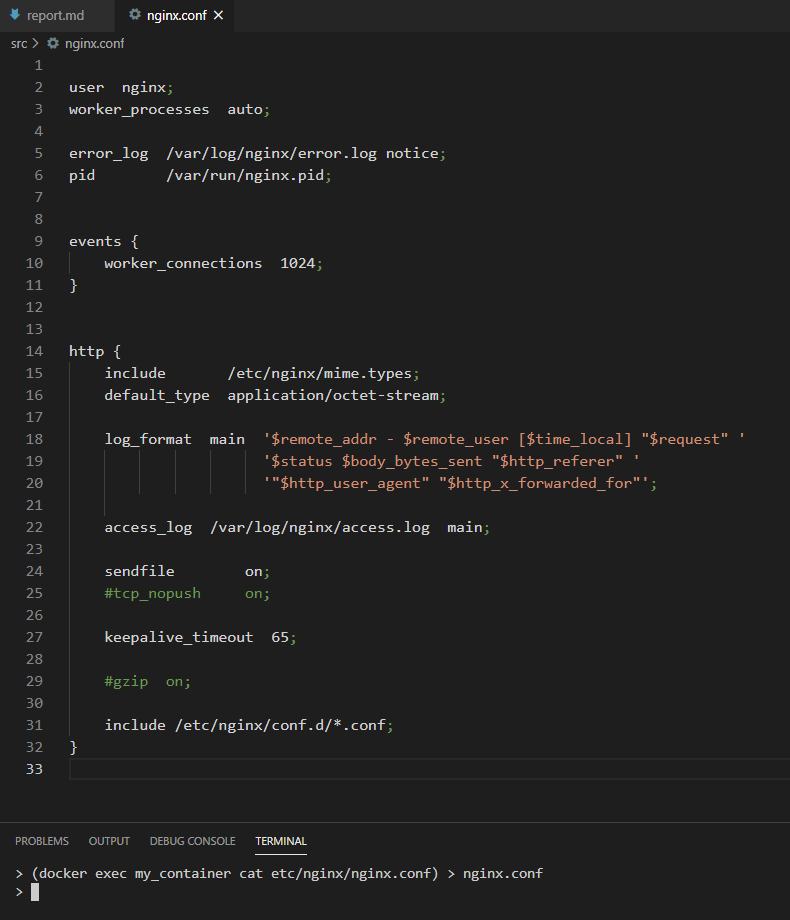 report.md nginx.conf
src > nginx.conf
1
2 user  nginx;
3 worker_processes  auto;
4
5 error_log  /var/log/nginx/error.log notice;
6 pid        /var/run/nginx.pid;
7
8
9 events {
10     worker_connections  1024;
11 }
12
13
14 http {
15     include       /etc/nginx/mime.types;
16     default_type  application/octet-stream;
17
18     log_format  main  '$remote_addr - $remote_user [$time_local] "$request" '
19                       '$status $body_bytes_sent "$http_referer" '
20                       '"$http_user_agent" "$http_x_forwarded_for"';
21
22     access_log  /var/log/nginx/access.log  main;
23
24     sendfile        on;
25     #tcp_nopush     on;
26
27     keepalive_timeout  65;
28
29     #gzip  on;
30
31     include /etc/nginx/conf.d/*.conf;
32 }
33
PROBLEMS OUTPUT DEBUG CONSOLE TERMINAL
> (docker exec my_container cat etc/nginx/nginx.conf) > nginx.conf
>